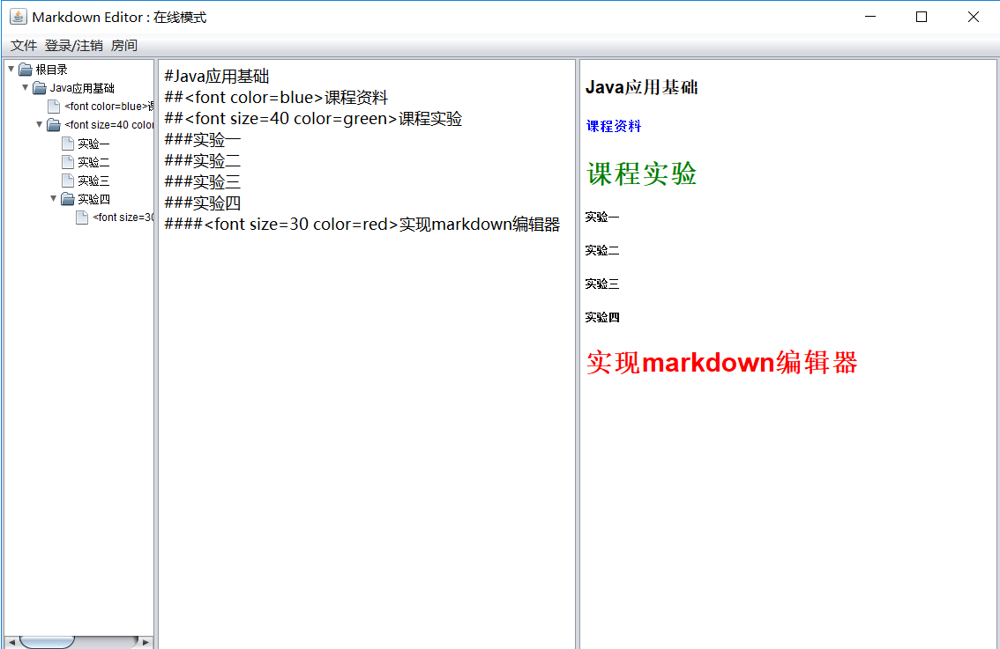 Markdown Editor : 在线模式
文件 登录/注销 房间
根目录
Java应用基础
<font color=blue>
<font size=40 colo
实验一
实验二
实验三
实验四
<font size=30
#Java应用基础
##<font color=blue>课程资料
##<font size=40 color=green>课程实验
###实验一
###实验二
###实验三
###实验四
####<font size=30 color=red>实现markdown编辑器
Java应用基础
课程资料
课程实验
实验一
实验二
实验三
实验四
实现markdown编辑器